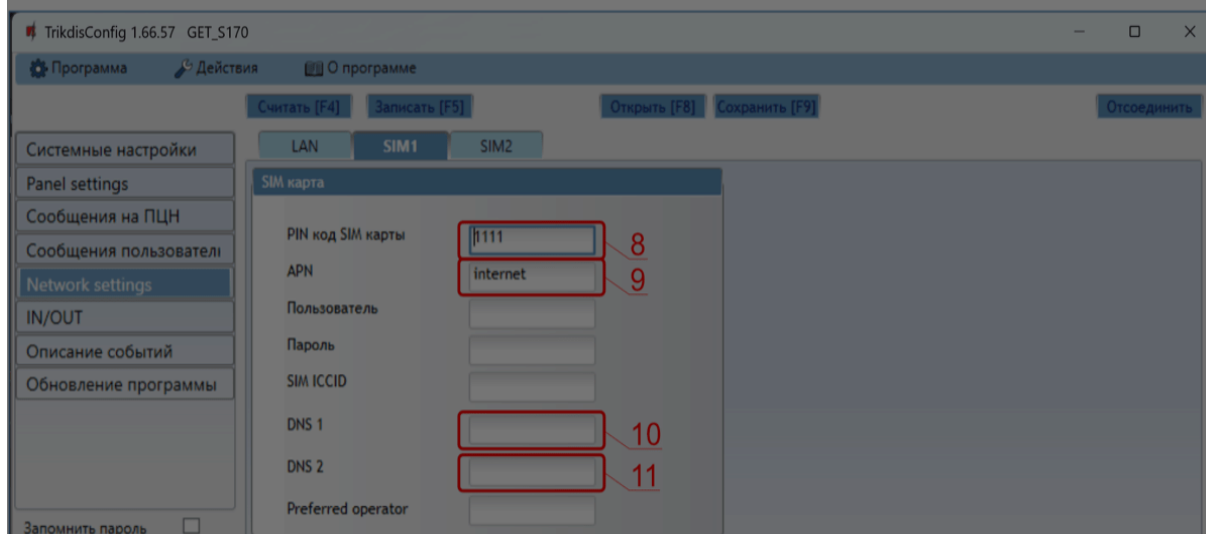 TrikdisConfig 1.66.57 GET_S170
Программа Действия О программе
Считать [F4] Записать [F5] Открыть [F8] Сохранить [F9] Отсоединить
Системные настройки
Panel settings
Сообщения на ПЦН
Сообщения пользовател
Network settings
IN/OUT
Описание событий
Обновление программы
Запомнить пароль
LAN SIM1 SIM2
SIM карта
PIN код SIM карты 1111 8
APN internet 9
Пользователь
Пароль
SIM ICCID
DNS 1 10
DNS 2 11
Preferred operator